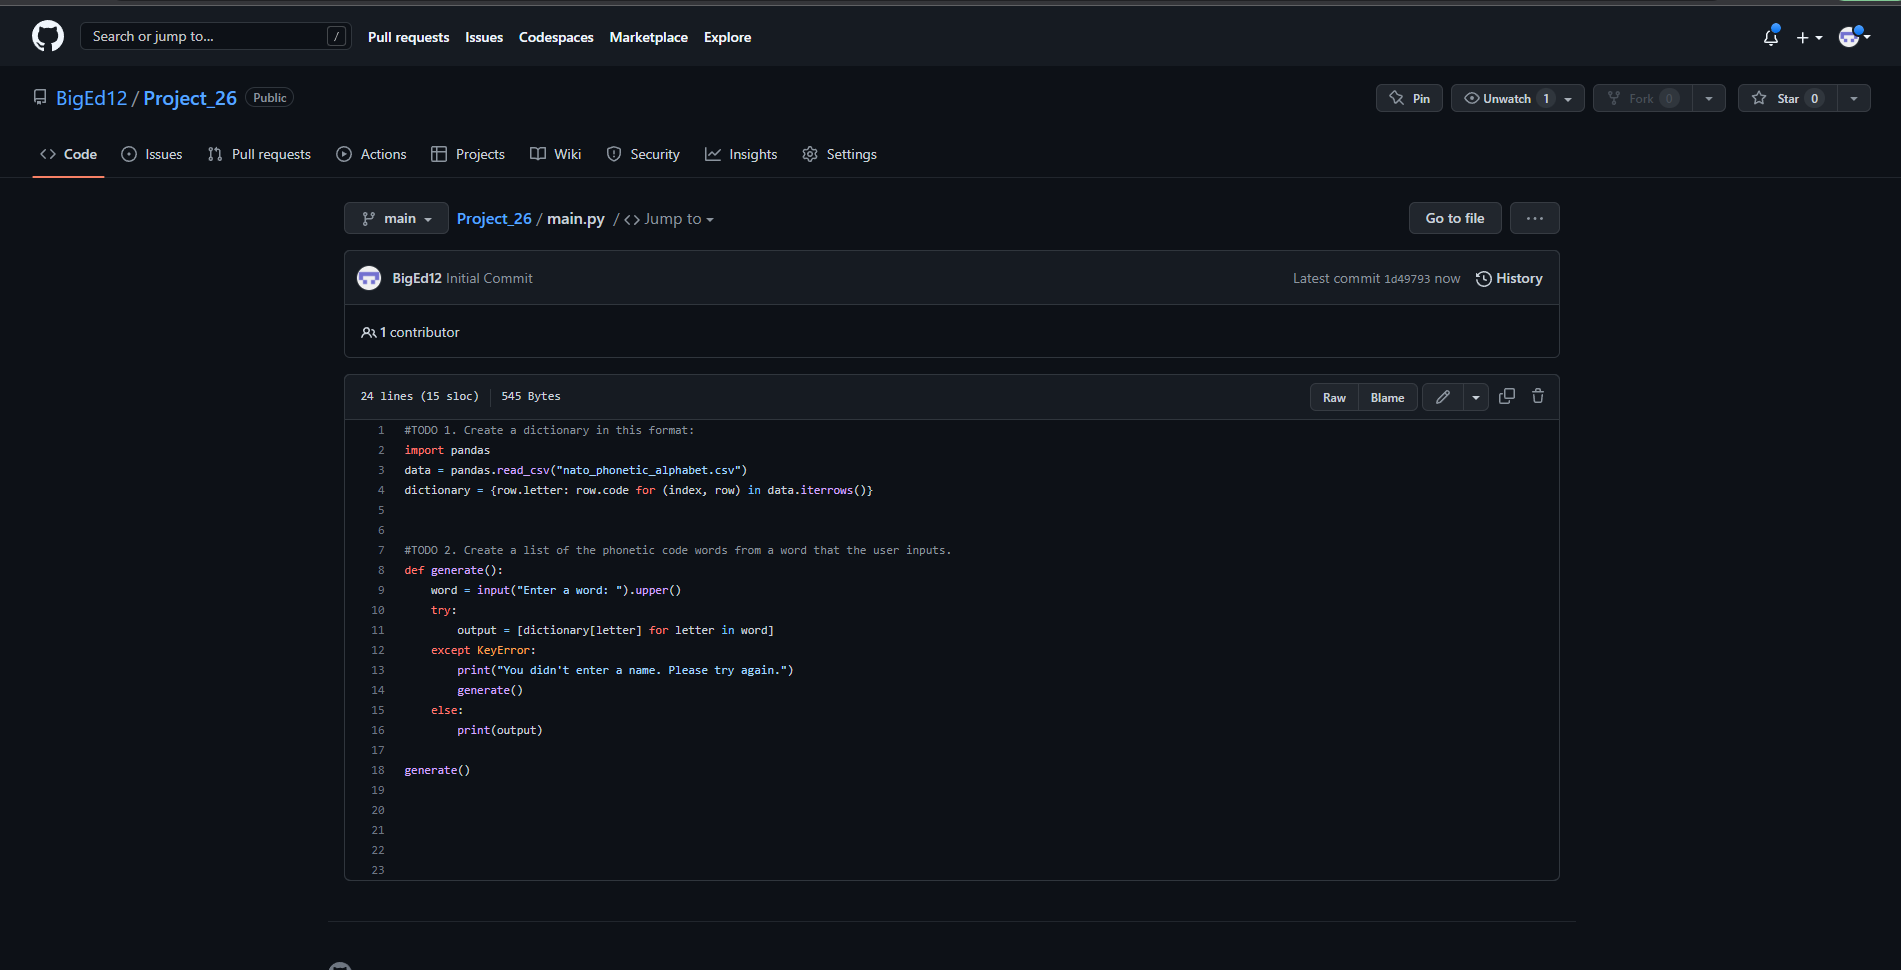 Search or jump to... / Pull requests Issues Codespaces Marketplace Explore
BigEd12 / Project_26 Public Pin Unwatch 1 Fork 0 Star 0
Code Issues Pull requests Actions Projects Wiki Security Insights Settings
main Project_26 / main.py / <> Jump to Go to file ...
BigEd12 Initial Commit Latest commit 1d49793 now History
1 contributor
24 lines (15 sloc) 545 Bytes Raw Blame
1 #TODO 1. Create a dictionary in this format:
2 import pandas
3 data = pandas.read_csv("nato_phonetic_alphabet.csv")
4 dictionary = {row.letter: row.code for (index, row) in data.iterrows()}
5
6
7 #TODO 2. Create a list of the phonetic code words from a word that the user inputs.
8 def generate():
9     word = input("Enter a word: ").upper()
10     try:
11         output = [dictionary[letter] for letter in word]
12     except KeyError:
13         print("You didn't enter a name. Please try again.")
14         generate()
15     else:
16         print(output)
17
18 generate()
19
20
21
22
23